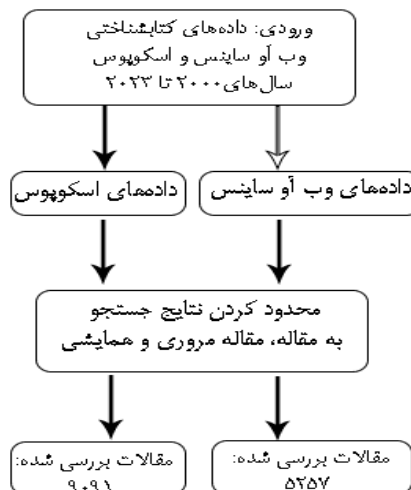 ورودی: داده‌های کتابشناختی
وب آو ساینس و اسکوپوس
سال‌های ۲۰۰۰ تا ۲۰۲۳
داده‌های وب آو ساینس
داده‌های اسکوپوس
محدود کردن نتایج جستجو
به مقاله، مقاله مروری و همایشی
مقالات بررسی شده:
۵۲۵۷
مقالات بررسی شده:
۹۰۹۱